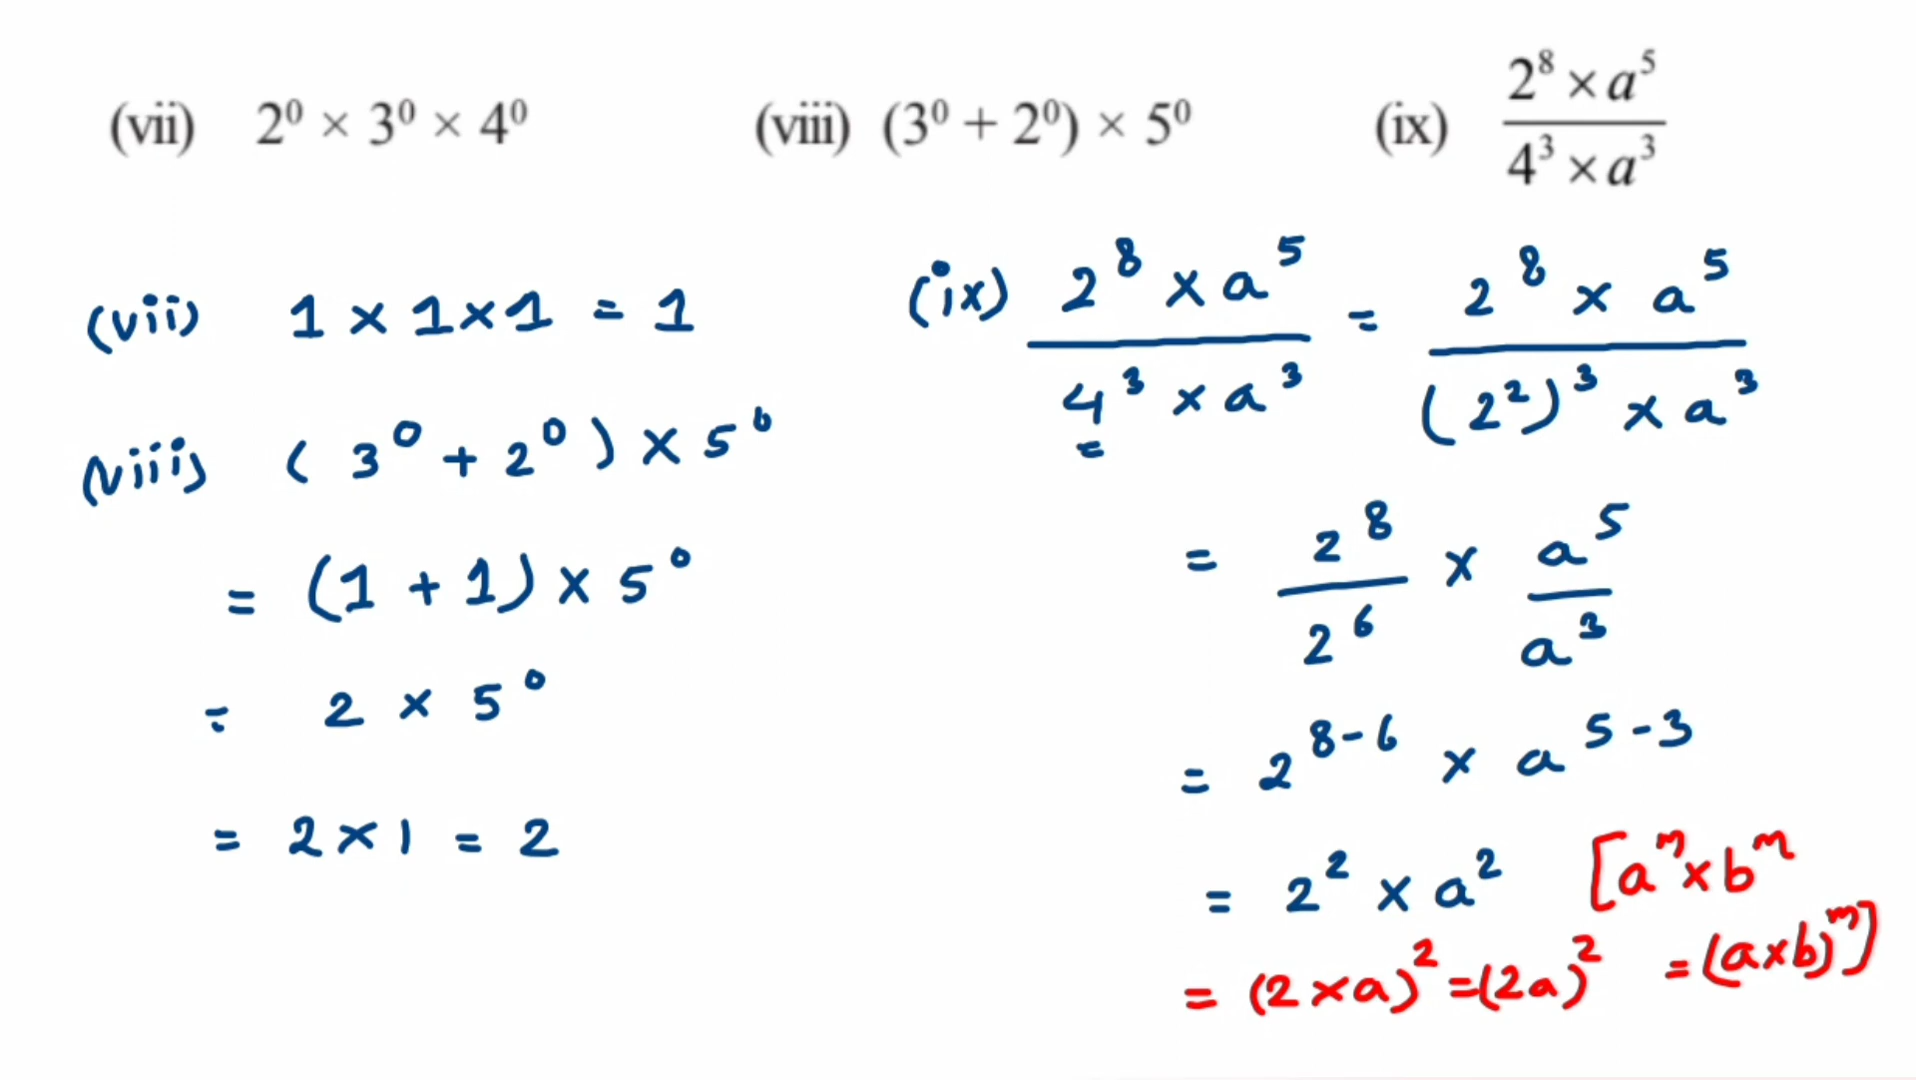 (vii) 2⁰ × 3⁰ × 4⁰ (viii) (3⁰ + 2⁰) × 5⁰ (ix) (2⁸ × a⁵)/(4³ × a³)
(vii) 1 × 1 × 1 = 1
(viii) (3⁰ + 2⁰) × 5⁰
= (1 + 1) × 5⁰
= 2 × 5⁰
= 2 × 1 = 2
(ix) (2⁸ × a⁵)/(4³ × a³) = (2⁸ × a⁵)/((2²)³ × a³)
= 2⁸/2⁶ × a⁵/a³
= 2⁸⁻⁶ × a⁵⁻³
= 2² × a² [aᵐ × bᵐ
= (2 × a)² = (2a)² = (a × b)ᵐ]